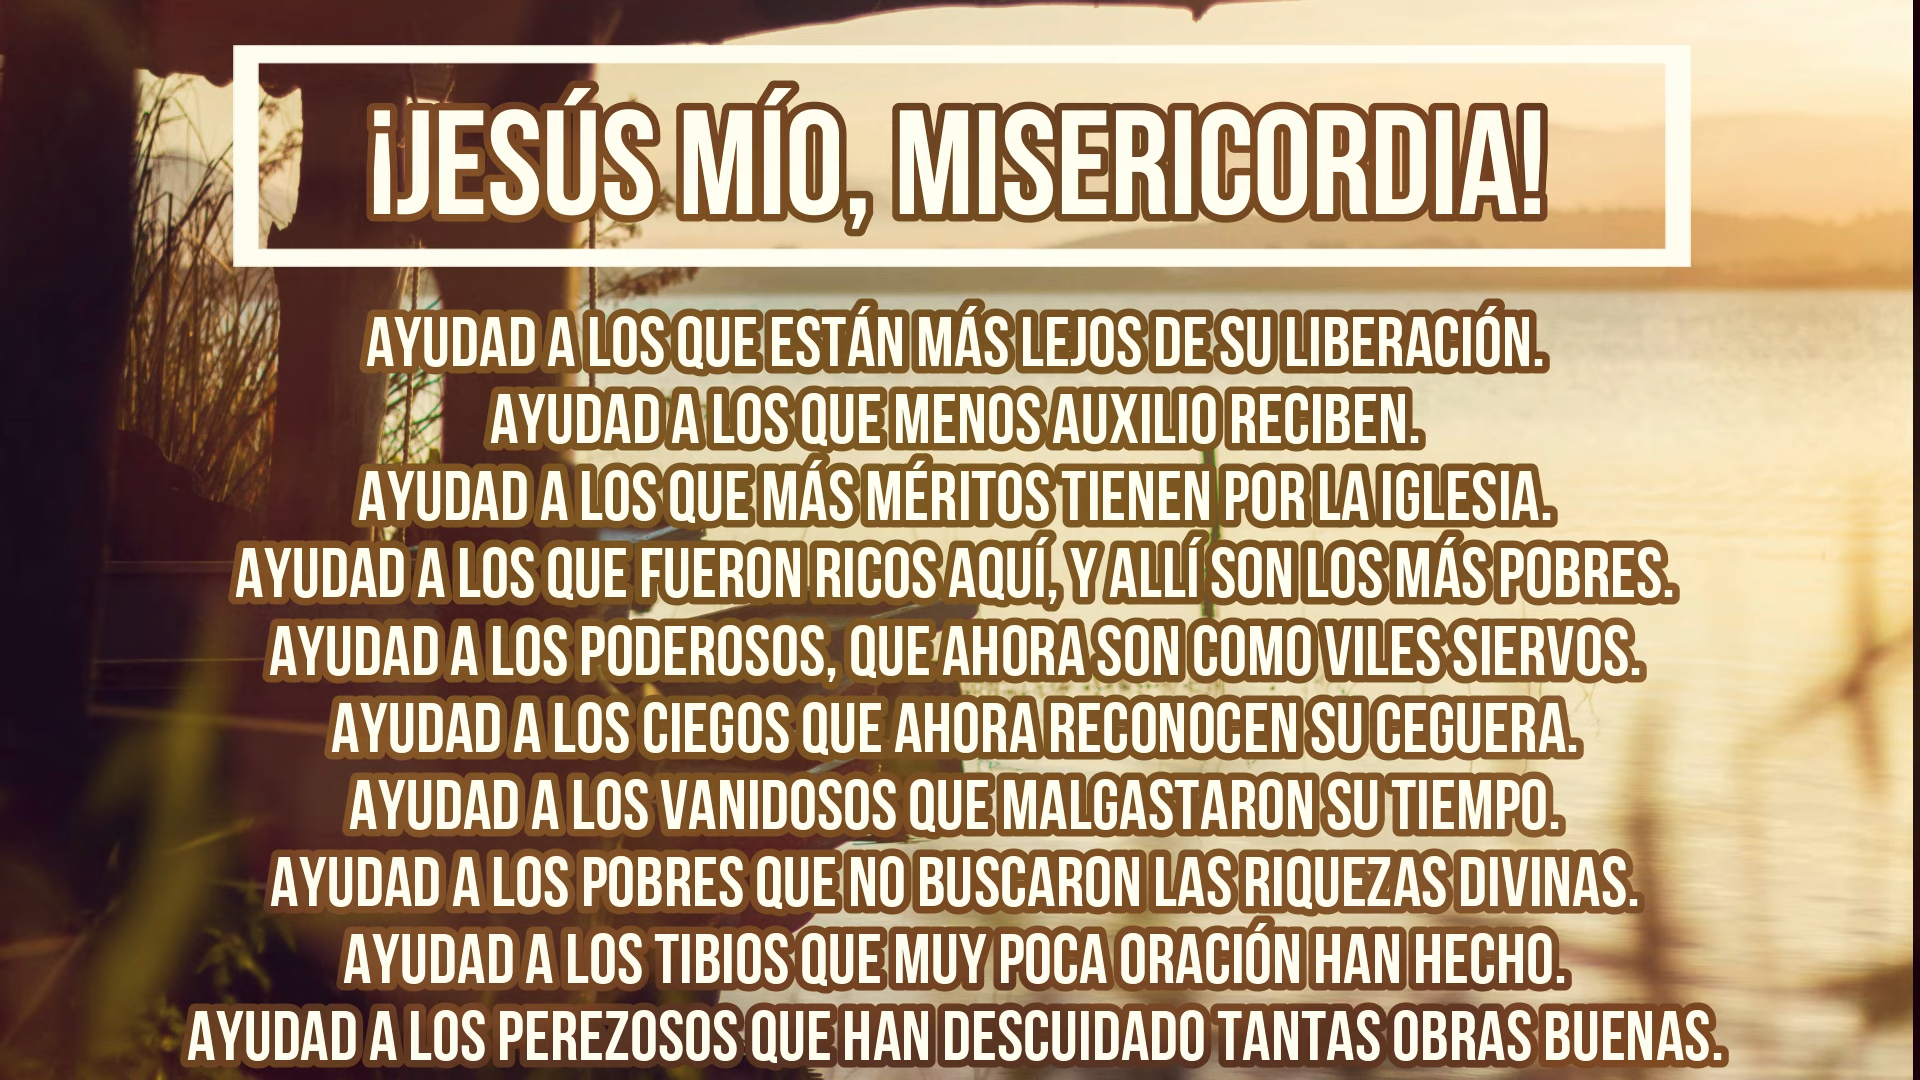 ¡JESÚS MÍO, MISERICORDIA!
AYUDAD A LOS QUE ESTÁN MÁS LEJOS DE SU LIBERACIÓN.
AYUDAD A LOS QUE MENOS AUXILIO RECIBEN.
AYUDAD A LOS QUE MÁS MÉRITOS TIENEN POR LA IGLESIA.
AYUDAD A LOS QUE FUERON RICOS AQUÍ, Y ALLÍ SON LOS MÁS POBRES.
AYUDAD A LOS PODEROSOS, QUE AHORA SON COMO VILES SIERVOS.
AYUDAD A LOS CIEGOS QUE AHORA RECONOCEN SU CEGUERA.
AYUDAD A LOS VANIDOSOS QUE MALGASTARON SU TIEMPO.
AYUDAD A LOS POBRES QUE NO BUSCARON LAS RIQUEZAS DIVINAS.
AYUDAD A LOS TIBIOS QUE MUY POCA ORACIÓN HAN HECHO.
AYUDAD A LOS PEREZOSOS QUE HAN DESCUIDADO TANTAS OBRAS BUENAS.